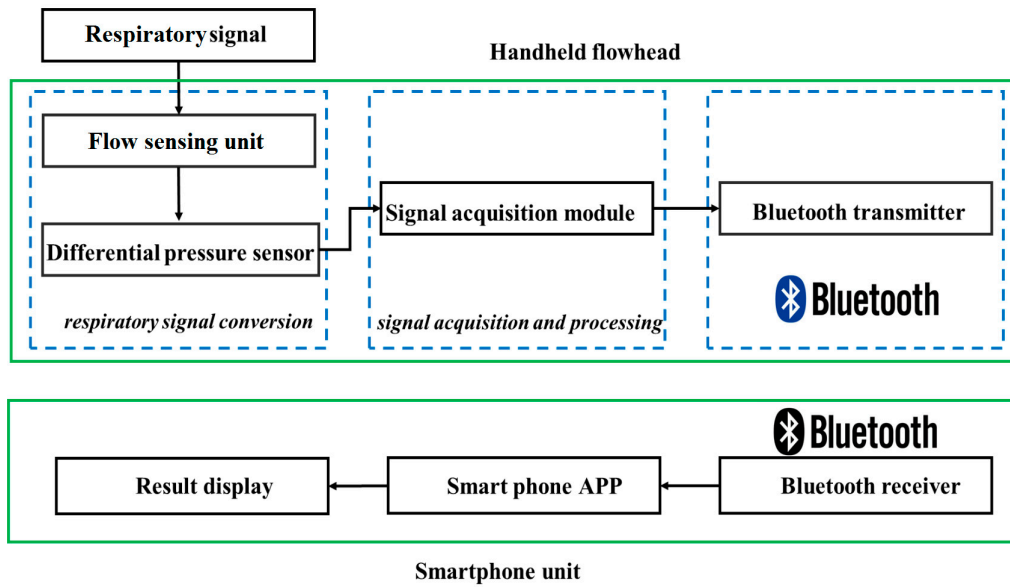 Respiratory signal
Handheld flowhead
Flow sensing unit
Differential pressure sensor
respiratory signal conversion
Signal acquisition module
signal acquisition and processing
Bluetooth transmitter
Bluetooth
Bluetooth
Bluetooth receiver
Smart phone APP
Result display
Smartphone unit